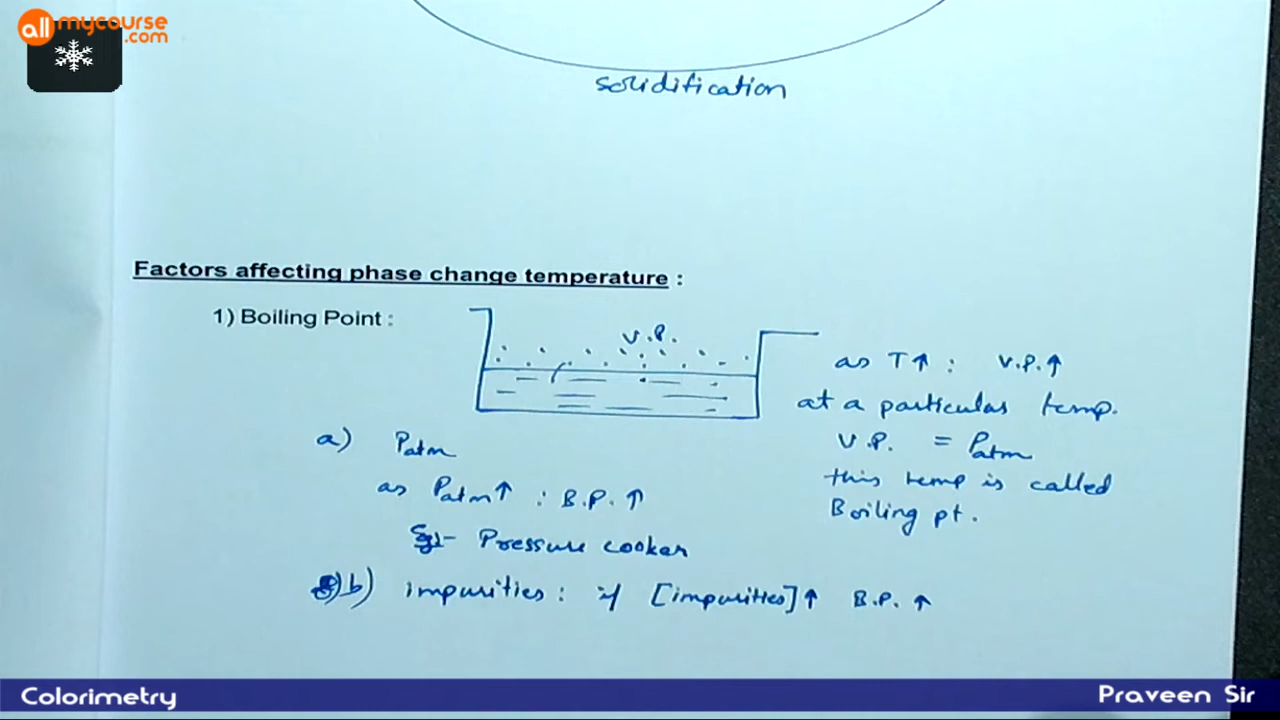 allmycourse
.com
solidification
Factors affecting phase change temperature :
1) Boiling Point :
V.P.
as T↑ : V.P.↑
at a particular temp.
V.P. = Patm
this temp is called
Boiling pt.
a) Patm
as Patm↑ : B.P.↑
Eg:- Pressure cooker
b) impurities : if [impurities]↑ B.P.↑
Colorimetry
Praveen Sir